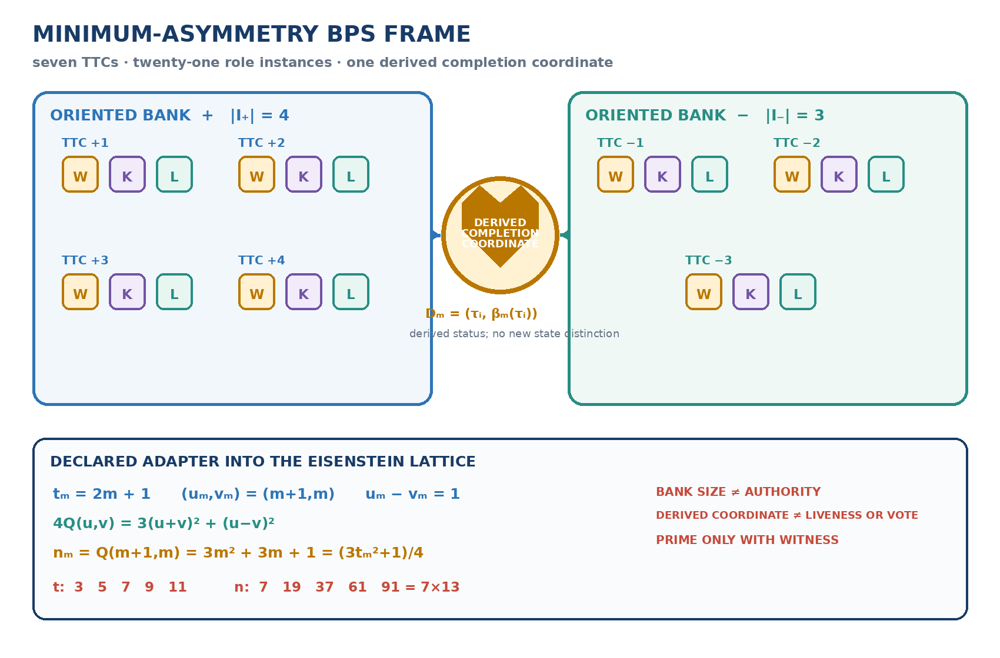 MINIMUM-ASYMMETRY BPS FRAME
seven TTCs · twenty-one role instances · one derived completion coordinate
ORIENTED BANK + |I₊| = 4
TTC +1 TTC +2
W K L W K L
TTC +3 TTC +4
W K L W K L
DERIVED
COMPLETION
COORDINATE
Dₘ = (τᵢ, βₘ(τᵢ))
derived status; no new state distinction
ORIENTED BANK − |I₋| = 3
TTC −1 TTC −2
W K L W K L
TTC −3
W K L
DECLARED ADAPTER INTO THE EISENSTEIN LATTICE
tₘ = 2m + 1 (uₘ,vₘ) = (m+1,m) uₘ − vₘ = 1
4Q(u,v) = 3(u+v)² + (u−v)²
nₘ = Q(m+1,m) = 3m² + 3m + 1 = (3tₘ²+1)/4
t: 3 5 7 9 11 n: 7 19 37 61 91 = 7×13
BANK SIZE ≠ AUTHORITY
DERIVED COORDINATE ≠ LIVENESS OR VOTE
PRIME ONLY WITH WITNESS